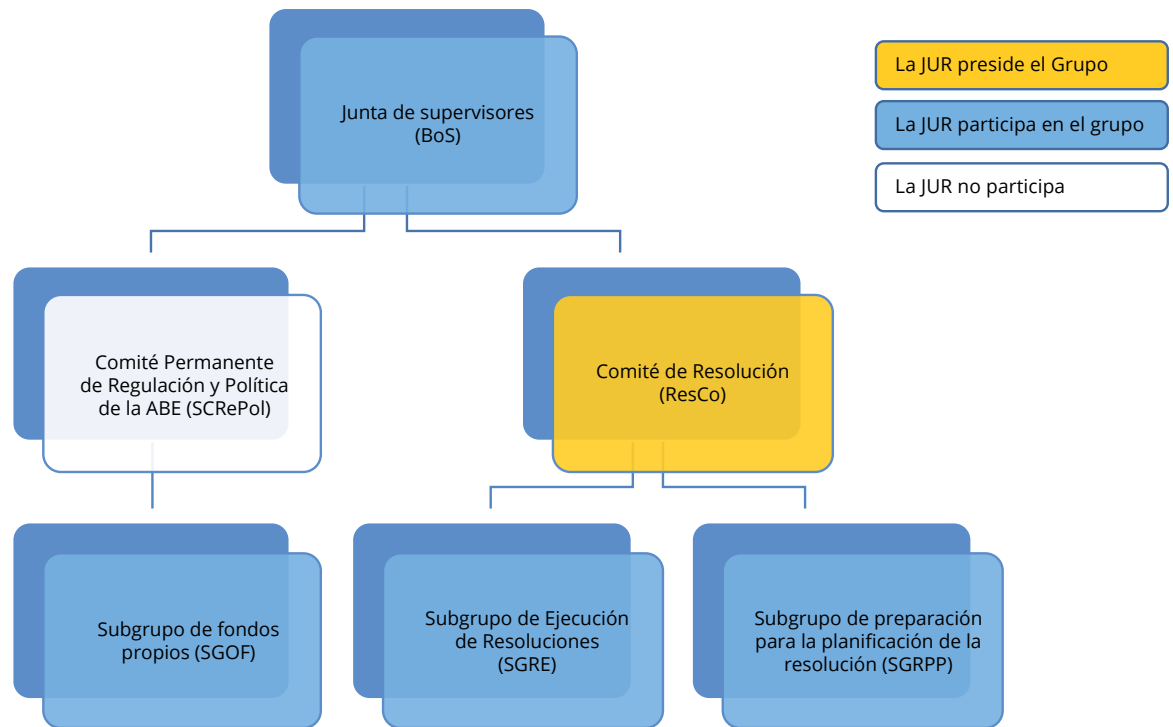 Junta de supervisores
(BoS)
La JUR preside el Grupo
La JUR participa en el grupo
La JUR no participa
Comité Permanente
de Regulación y Política
de la ABE (SCRePol)
Comité de Resolución
(ResCo)
Subgrupo de fondos
propios (SGOF)
Subgrupo de Ejecución
de Resoluciones
(SGRE)
Subgrupo de preparación
para la planificación de la
resolución (SGRPP)